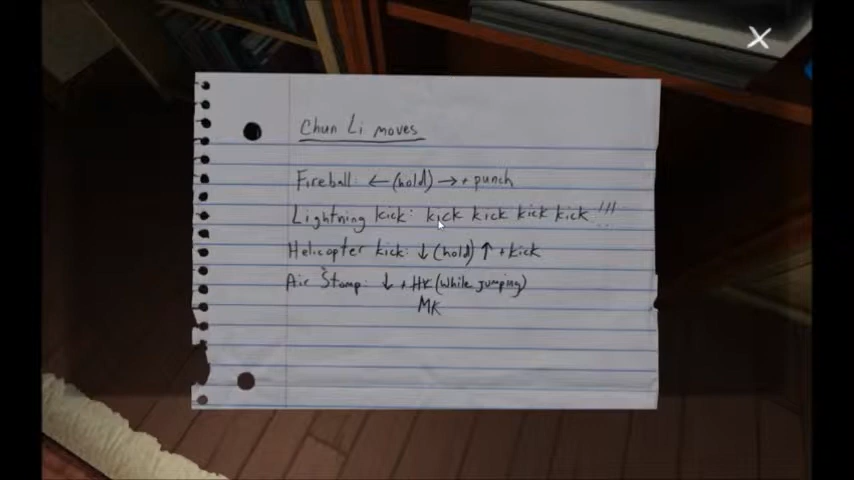 Chun Li moves
Fireball: ← (hold) → + punch
Lightning kick: kick kick kick kick !!!
Helicopter kick: ↓ (hold) ↑ + kick
Air Stomp: ↓ + HK (while jumping)
MK